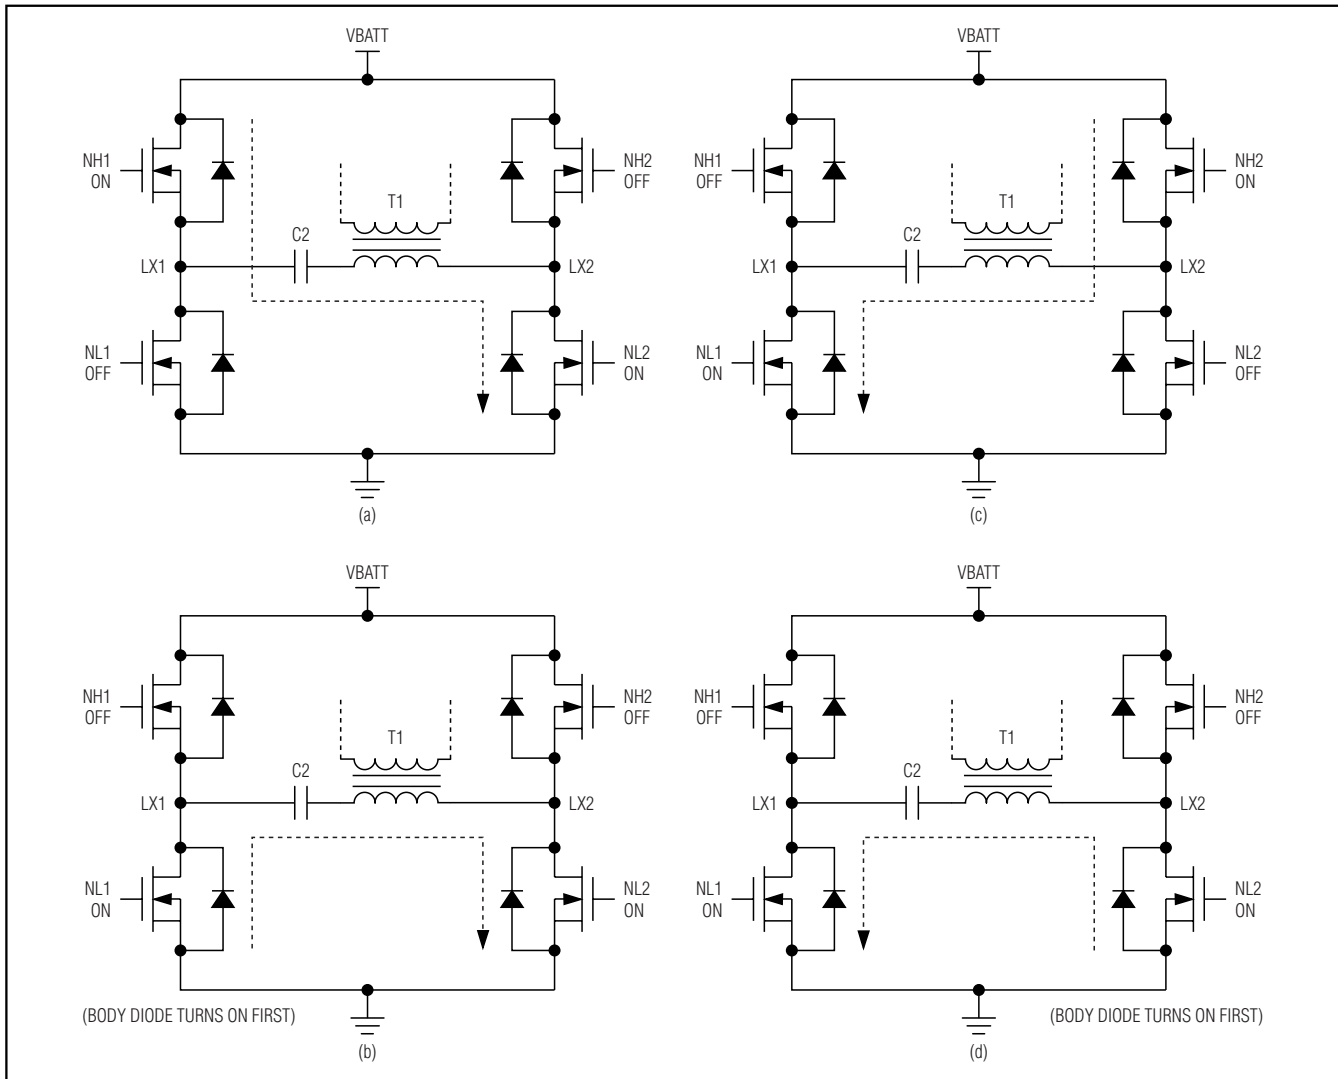 VBATT
NH1
ON
NH2
OFF
T1
C2
LX1
LX2
NL1
OFF
NL2
ON
(a)
VBATT
NH1
OFF
NH2
ON
T1
C2
LX1
LX2
NL1
ON
NL2
OFF
(c)
VBATT
NH1
OFF
NH2
OFF
T1
C2
LX1
LX2
NL1
ON
NL2
ON
(BODY DIODE TURNS ON FIRST)
(b)
VBATT
NH1
OFF
NH2
OFF
T1
C2
LX1
LX2
NL1
ON
NL2
ON
(BODY DIODE TURNS ON FIRST)
(d)